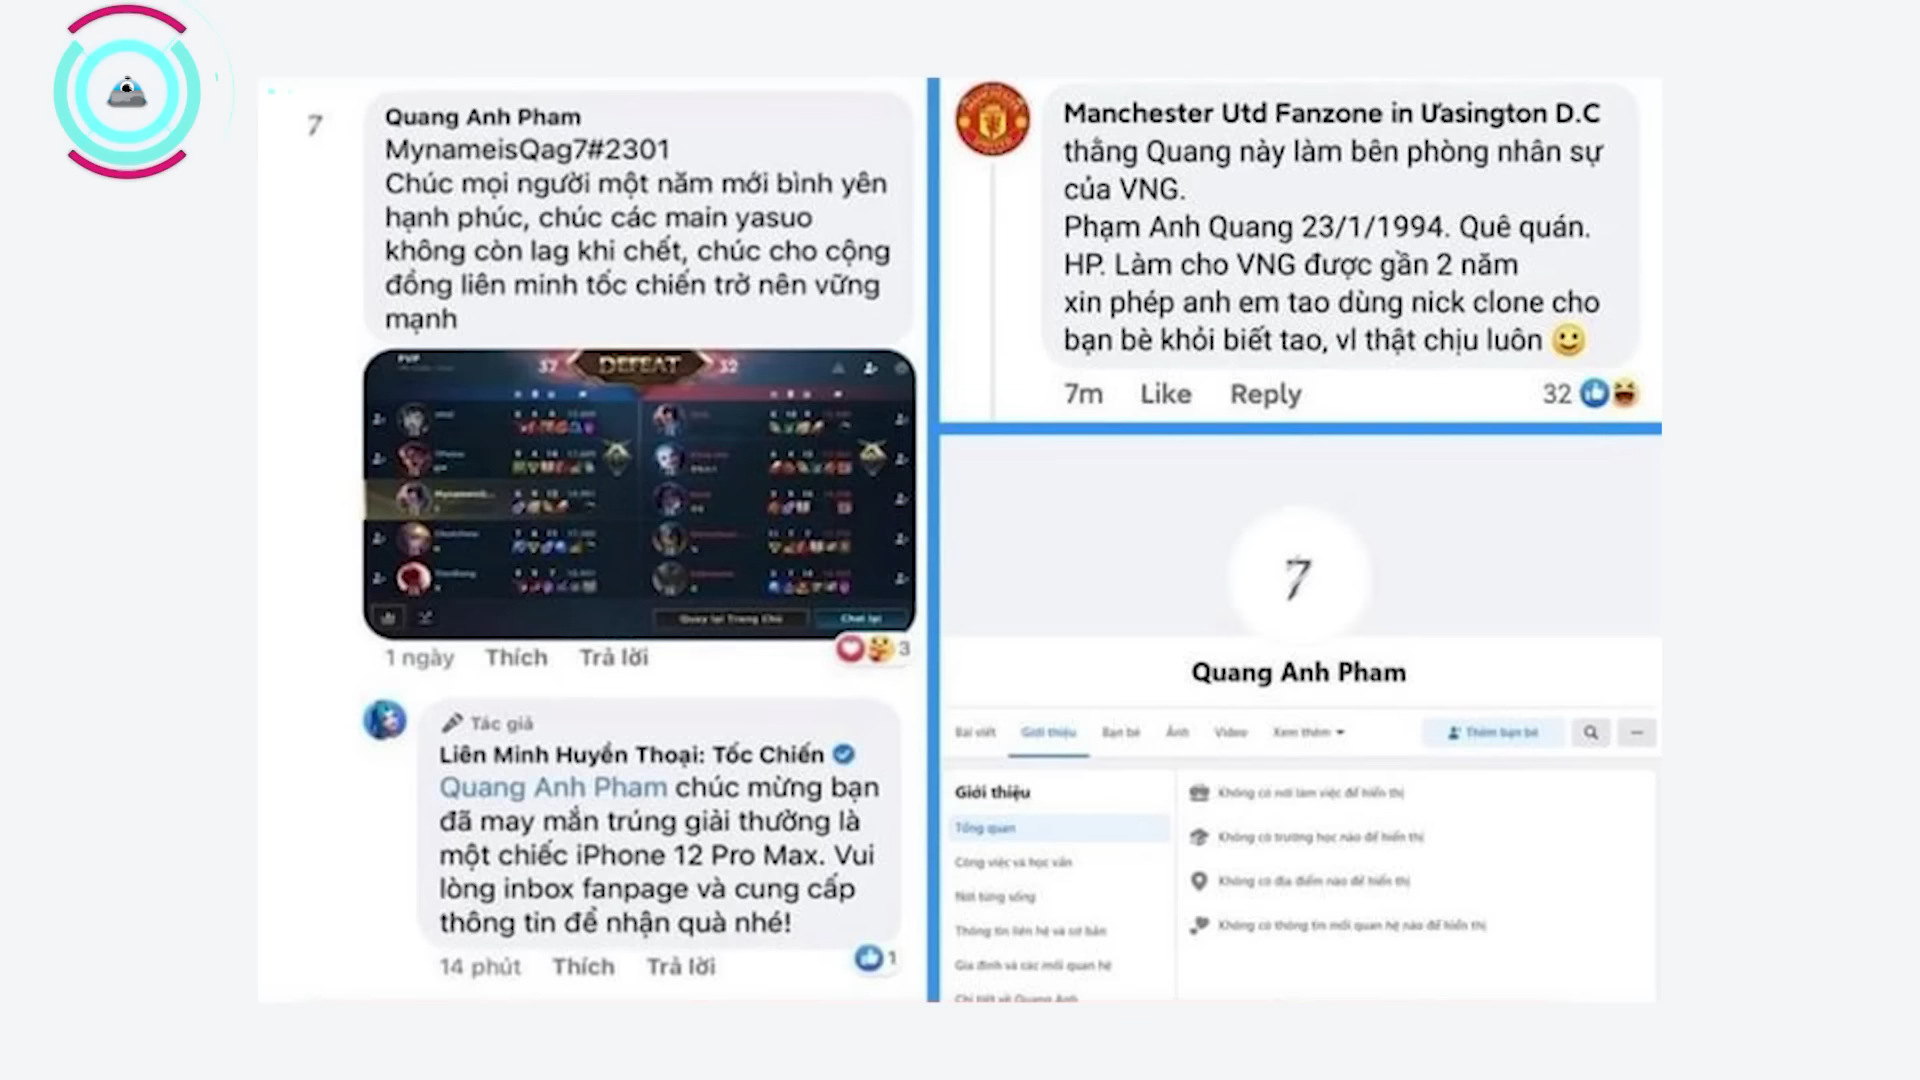 7
Quang Anh Pham
MynameisQag7#2301
Chúc mọi người một năm mới bình yên
hạnh phúc, chúc các main yasuo
không còn lag khi chết, chúc cho cộng
đồng liên minh tốc chiến trở nên vững
mạnh
PVP
37 DEFEAT 32
Quay lại Trang Chủ
Chơi lại
1 ngày Thích Trả lời
3
Tác giả
Liên Minh Huyền Thoại: Tốc Chiến
Quang Anh Pham chúc mừng bạn
đã may mắn trúng giải thưởng là
một chiếc iPhone 12 Pro Max. Vui
lòng inbox fanpage và cung cấp
thông tin để nhận quà nhé!
14 phút Thích Trả lời
1
Manchester Utd Fanzone in Ưasington D.C
thằng Quang này làm bên phòng nhân sự
của VNG.
Phạm Anh Quang 23/1/1994. Quê quán.
HP. Làm cho VNG được gần 2 năm
xin phép anh em tao dùng nick clone cho
bạn bè khỏi biết tao, vl thật chịu luôn 🙂
7m Like Reply 32
7
Quang Anh Pham
Bài viết Giới thiệu Bạn bè Ảnh Video Xem thêm Thêm bạn bè
Giới thiệu
Tổng quan
Công việc và học vấn
Nơi từng sống
Thông tin liên hệ và cơ bản
Gia đình và các mối quan hệ
Chi tiết về Quang Anh
Không có nơi làm việc để hiển thị
Không có trường học nào để hiển thị
Không có địa điểm nào để hiển thị
Không có thông tin mối quan hệ nào để hiển thị